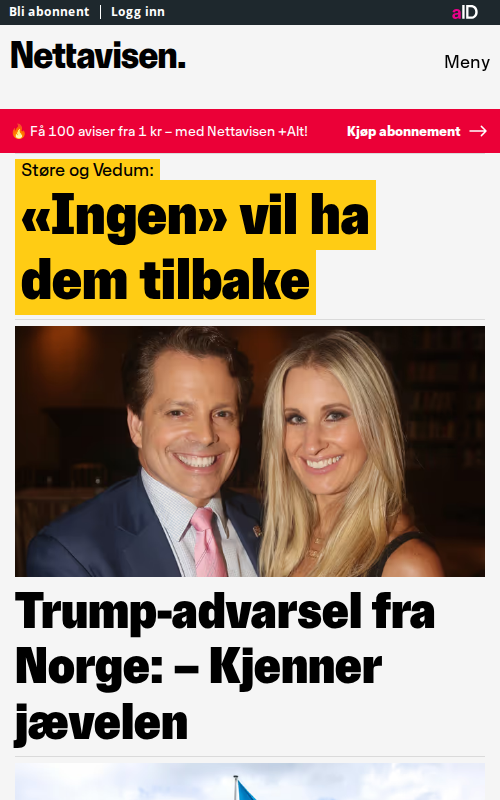 Bli abonnent | Logg inn
aID
Nettavisen.
Meny
🔥 Få 100 aviser fra 1 kr – med Nettavisen +Alt!
Kjøp abonnement →
Støre og Vedum:
«Ingen» vil ha
dem tilbake
Trump-advarsel fra
Norge: – Kjenner
jævelen